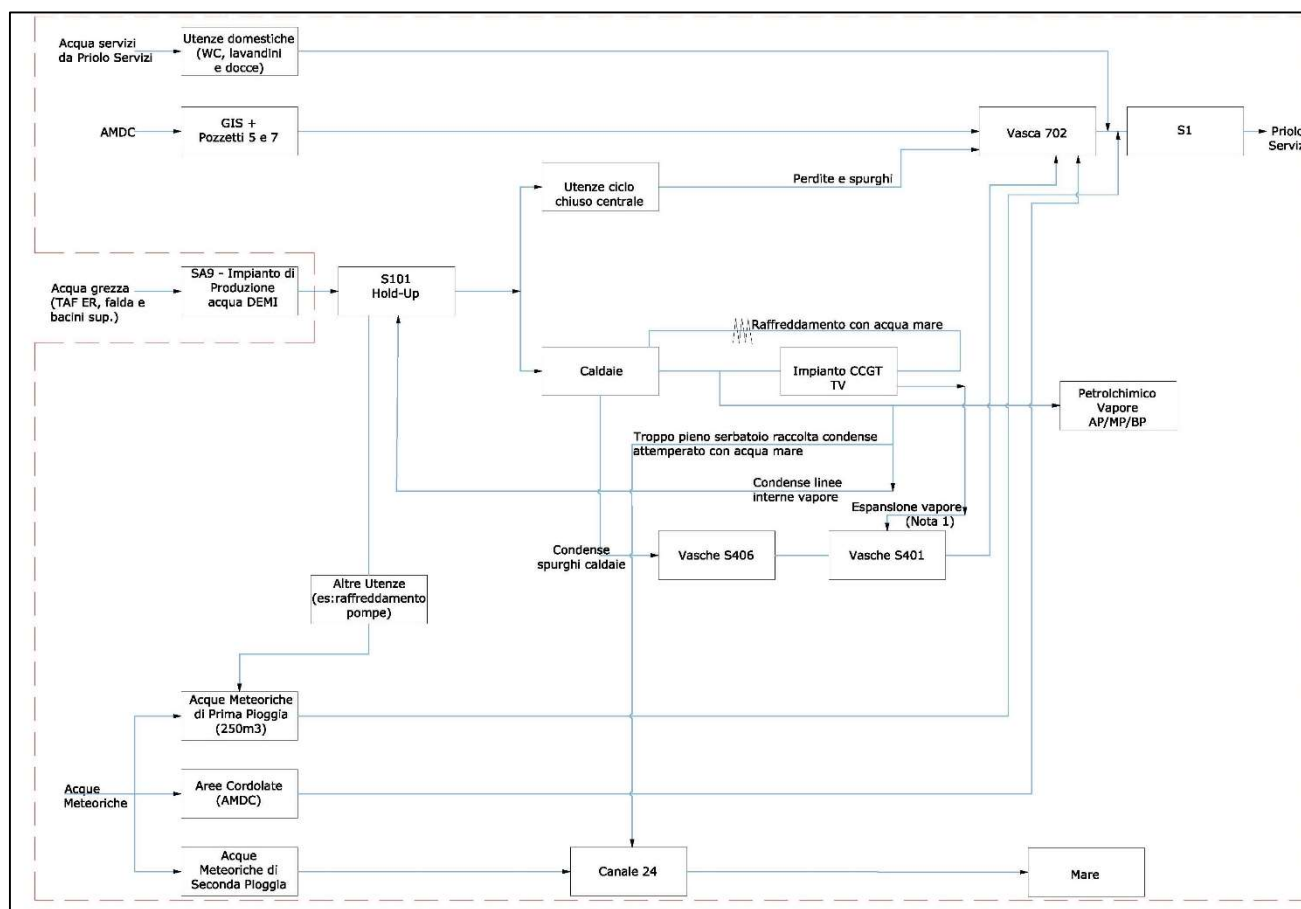 Acqua servizi
da Priolo Servizi
Utenze domestiche
(WC, lavandini
e docce)
AMDC
GIS +
Pozzetti 5 e 7
Vasca 702
S1
Priolo
Servizi
Utenze ciclo
chiuso centrale
Perdite e spurghi
Acqua grezza
(TAF ER, falda e
bacini sup.)
SA9 - Impianto di
Produzione
acqua DEMI
S101
Hold-Up
Raffreddamento con acqua mare
Caldaie
Impianto CCGT
TV
Petrolchimico
Vapore
AP/MP/BP
Troppo pieno serbatoio raccolta condense
attemperato con acqua mare
Condense linee
interne vapore
Espansione vapore
(Nota 1)
Condense
spurghi caldaie
Vasche S406
Vasche S401
Altre Utenze
(es:raffreddamento
pompe)
Acque Meteoriche
di Prima Pioggia
(250m3)
Acque
Meteoriche
Aree Cordolate
(AMDC)
Acque
Meteoriche di
Seconda Pioggia
Canale 24
Mare